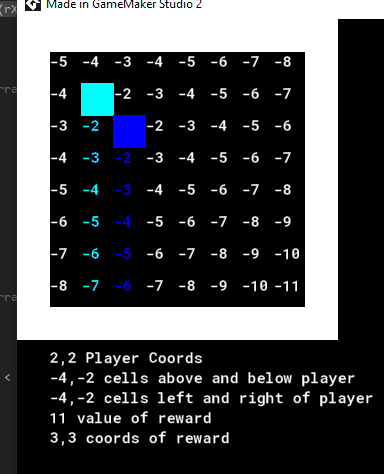 (rX
Made in GameMaker Studio 2
-5 -4 -3 -4 -5 -6 -7 -8
-4 -2 -3 -4 -5 -6 -7
rra
-3 -2 -2 -3 -4 -5 -6
-4 -3 -2 -3 -4 -5 -6 -7
-5 -4 -3 -4 -5 -6 -7 -8
-6 -5 -4 -5 -6 -7 -8 -9
-7 -6 -5 -6 -7 -8 -9 -10
-8 -7 -6 -7 -8 -9 -10 -11
rra
2,2 Player Coords
-4,-2 cells above and below player
-4,-2 cells left and right of player
11 value of reward
3,3 coords of reward